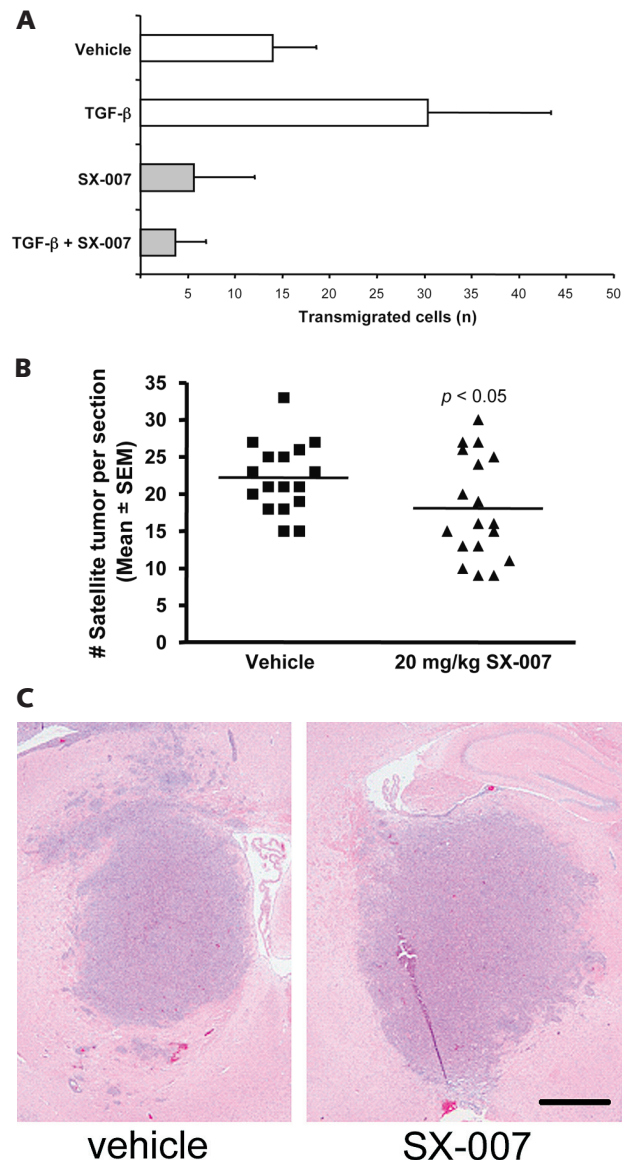 A
Vehicle
TGF-β
SX-007
TGF-β + SX-007
5 10 15 20 25 30 35 40 45 50
Transmigrated cells (n)
B
# Satellite tumor per section
(Mean ± SEM)
35
30
25
20
15
10
5
0
p < 0.05
Vehicle 20 mg/kg SX-007
C
vehicle SX-007